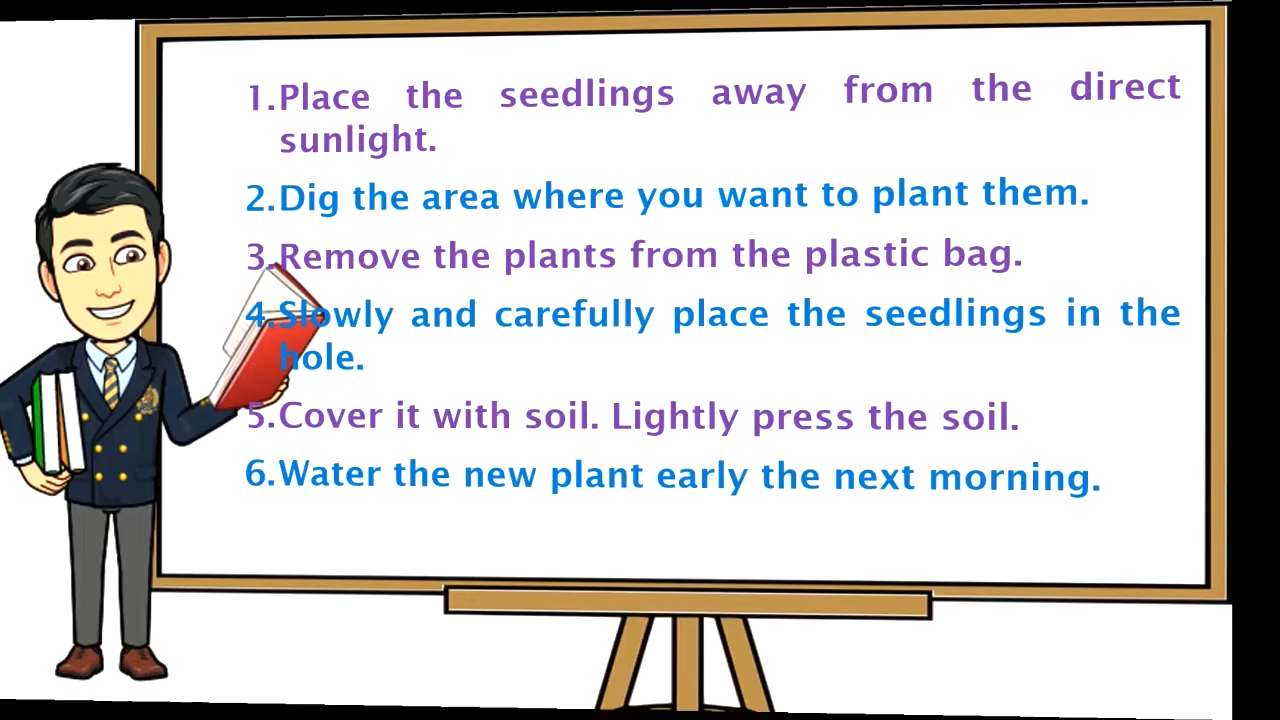 1.Place the seedlings away from the direct
sunlight.
2.Dig the area where you want to plant them.
3.Remove the plants from the plastic bag.
4.Slowly and carefully place the seedlings in the
hole.
5.Cover it with soil. Lightly press the soil.
6.Water the new plant early the next morning.